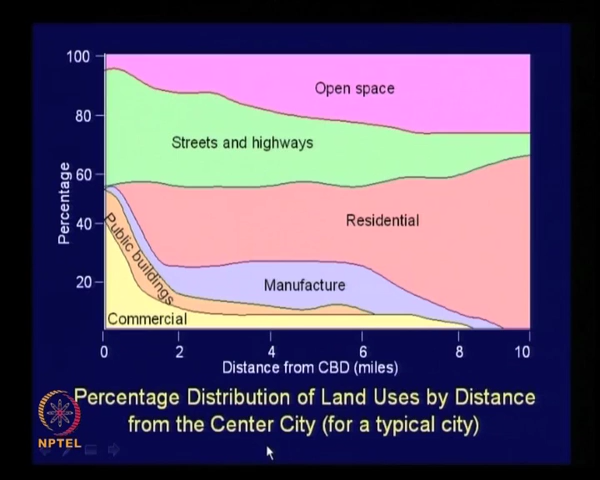 100
80
60
40
20
Percentage
Open space
Streets and highways
Residential
Public buildings
Manufacture
Commercial
0 2 4 6 8 10
Distance from CBD (miles)
Percentage Distribution of Land Uses by Distance
from the Center City (for a typical city)
NPTEL